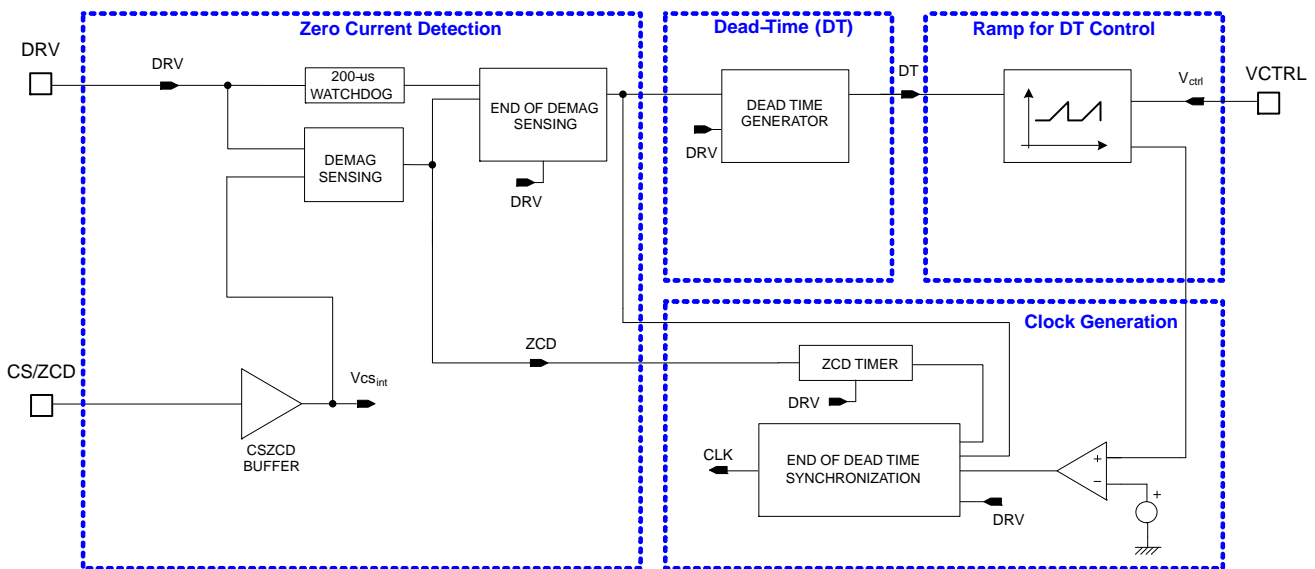 Zero Current Detection
Dead-Time (DT)
Ramp for DT Control
DRV
DRV
200-us
WATCHDOG
END OF DEMAG
SENSING
DEAD TIME
GENERATOR
DT
Vctrl
VCTRL
DEMAG
SENSING
DRV
DRV
Clock Generation
CS/ZCD
Vcsint
ZCD
ZCD TIMER
DRV
CSZCD
BUFFER
CLK
END OF DEAD TIME
SYNCHRONIZATION
+
−
+
DRV